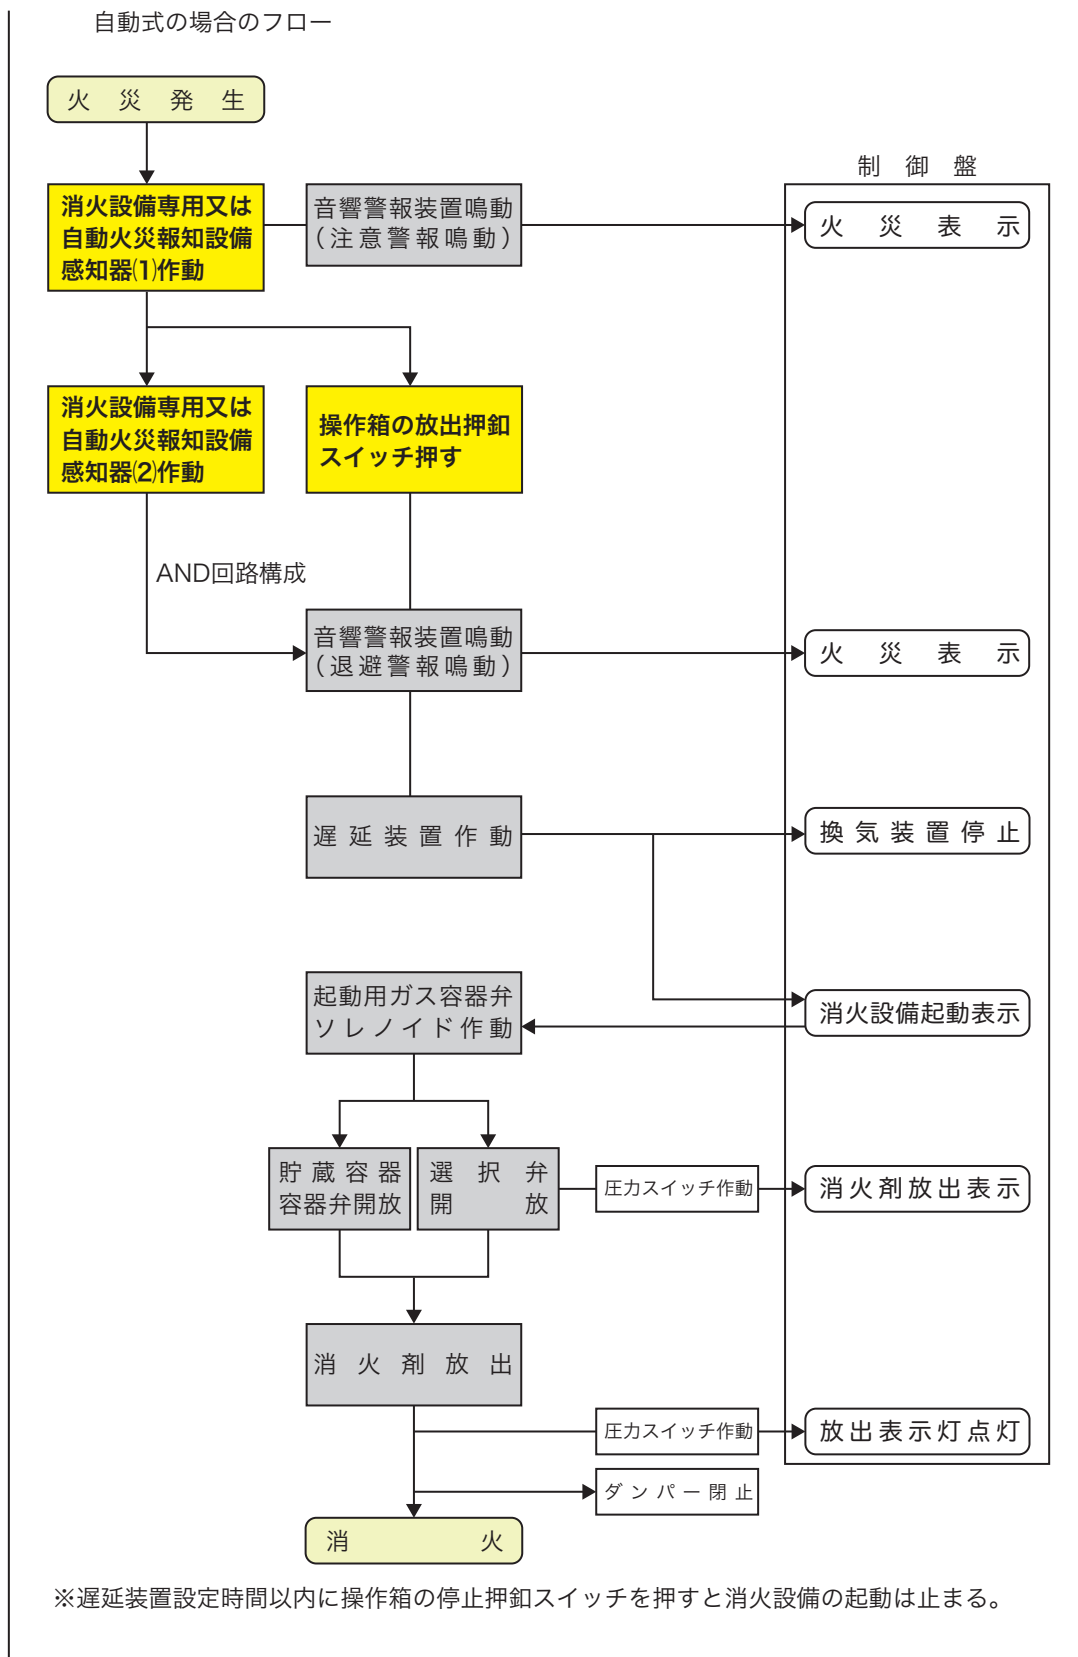 自動式の場合のフロー
火災発生
制御盤
消火設備専用又は
自動火災報知設備
感知器(1)作動
音響警報装置鳴動
(注意警報鳴動)
火災表示
消火設備専用又は
自動火災報知設備
感知器(2)作動
操作箱の放出押釦
スイッチ押す
AND回路構成
音響警報装置鳴動
(退避警報鳴動)
火災表示
遅延装置作動
換気装置停止
起動用ガス容器弁
ソレノイド作動
消火設備起動表示
貯蔵容器
容器弁開放
選択弁
開放
圧力スイッチ作動
消火剤放出表示
消火剤放出
圧力スイッチ作動
放出表示灯点灯
ダンパー閉止
消火
※遅延装置設定時間以内に操作箱の停止押釦スイッチを押すと消火設備の起動は止まる。